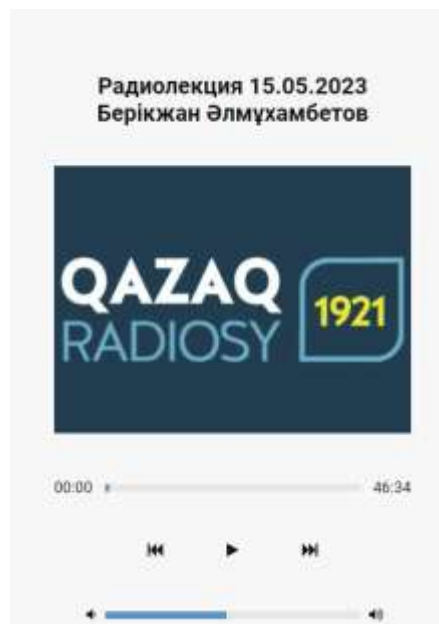 Радиолекция 15.05.2023
Берікжан Әлмұхамбетов
QAZAQ
RADIOSY
1921
00:00
46:34